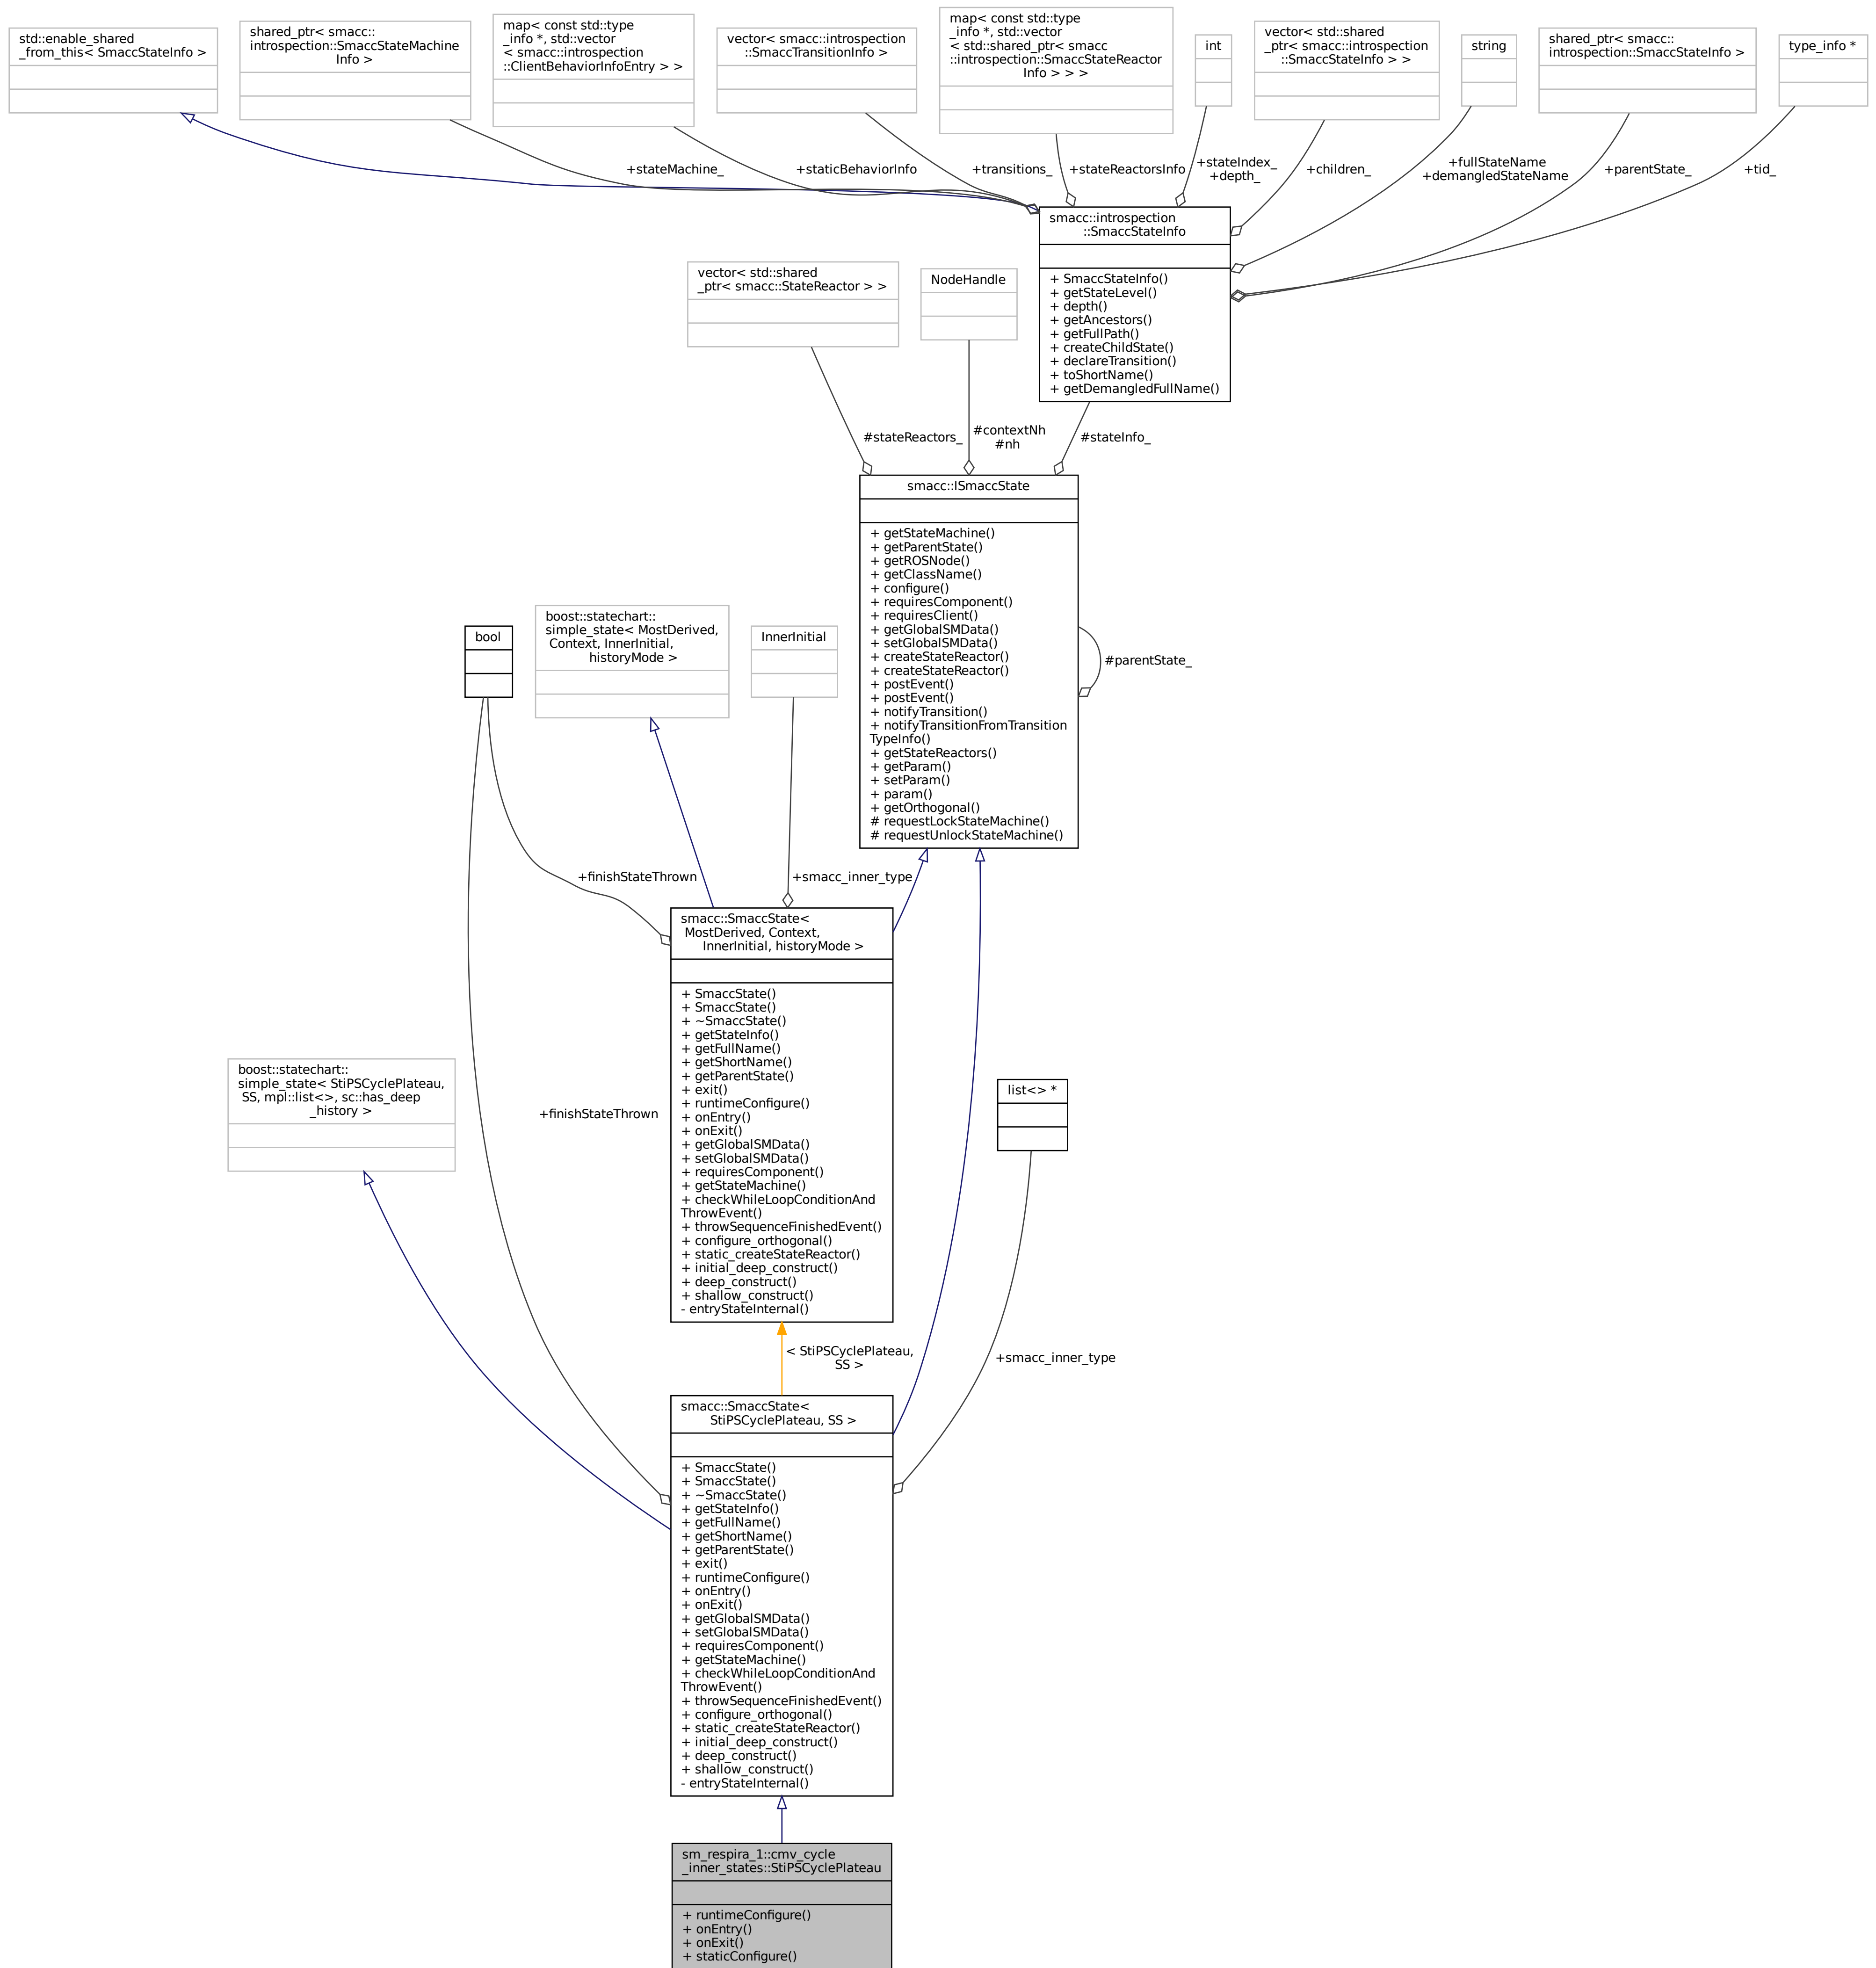 std::enable_shared
_from_this< SmaccStateInfo >
shared_ptr< smacc::
introspection::SmaccStateMachine
Info >
map< const std::type
_info *, std::vector
< smacc::introspection
::ClientBehaviorInfoEntry > >
vector< smacc::introspection
::SmaccTransitionInfo >
map< const std::type
_info *, std::vector
< std::shared_ptr< smacc
::introspection::SmaccStateReactor
Info > > >
int
vector< std::shared
_ptr< smacc::introspection
::SmaccStateInfo > >
string
shared_ptr< smacc::
introspection::SmaccStateInfo >
type_info *
+stateMachine_
+staticBehaviorInfo
+transitions_
+stateReactorsInfo
+stateIndex_
+depth_
+children_
+fullStateName
+demangledStateName
+parentState_
+tid_
smacc::introspection
::SmaccStateInfo
+ SmaccStateInfo()
+ getStateLevel()
+ depth()
+ getAncestors()
+ getFullPath()
+ createChildState()
+ declareTransition()
+ toShortName()
+ getDemangledFullName()
vector< std::shared
_ptr< smacc::StateReactor > >
NodeHandle
#stateReactors_
#contextNh
#nh
#stateInfo_
smacc::ISmaccState
+ getStateMachine()
+ getParentState()
+ getROSNode()
+ getClassName()
+ configure()
+ requiresComponent()
+ requiresClient()
+ getGlobalSMData()
+ setGlobalSMData()
+ createStateReactor()
+ createStateReactor()
+ postEvent()
+ postEvent()
+ notifyTransition()
+ notifyTransitionFromTransition
TypeInfo()
+ getStateReactors()
+ getParam()
+ setParam()
+ param()
+ getOrthogonal()
# requestLockStateMachine()
# requestUnlockStateMachine()
#parentState_
bool
boost::statechart::
simple_state< MostDerived,
Context, InnerInitial,
historyMode >
InnerInitial
+finishStateThrown
+smacc_inner_type
smacc::SmaccState<
MostDerived, Context,
InnerInitial, historyMode >
+ SmaccState()
+ SmaccState()
+ ~SmaccState()
+ getStateInfo()
+ getFullName()
+ getShortName()
+ getParentState()
+ exit()
+ runtimeConfigure()
+ onEntry()
+ onExit()
+ getGlobalSMData()
+ setGlobalSMData()
+ requiresComponent()
+ getStateMachine()
+ checkWhileLoopConditionAnd
ThrowEvent()
+ throwSequenceFinishedEvent()
+ configure_orthogonal()
+ static_createStateReactor()
+ initial_deep_construct()
+ deep_construct()
+ shallow_construct()
- entryStateInternal()
boost::statechart::
simple_state< StiPSCyclePlateau,
SS, mpl::list<>, sc::has_deep
_history >
+finishStateThrown
list<> *
< StiPSCyclePlateau,
SS >
+smacc_inner_type
smacc::SmaccState<
StiPSCyclePlateau, SS >
+ SmaccState()
+ SmaccState()
+ ~SmaccState()
+ getStateInfo()
+ getFullName()
+ getShortName()
+ getParentState()
+ exit()
+ runtimeConfigure()
+ onEntry()
+ onExit()
+ getGlobalSMData()
+ setGlobalSMData()
+ requiresComponent()
+ getStateMachine()
+ checkWhileLoopConditionAnd
ThrowEvent()
+ throwSequenceFinishedEvent()
+ configure_orthogonal()
+ static_createStateReactor()
+ initial_deep_construct()
+ deep_construct()
+ shallow_construct()
- entryStateInternal()
sm_respira_1::cmv_cycle
_inner_states::StiPSCyclePlateau
+ runtimeConfigure()
+ onEntry()
+ onExit()
+ staticConfigure()